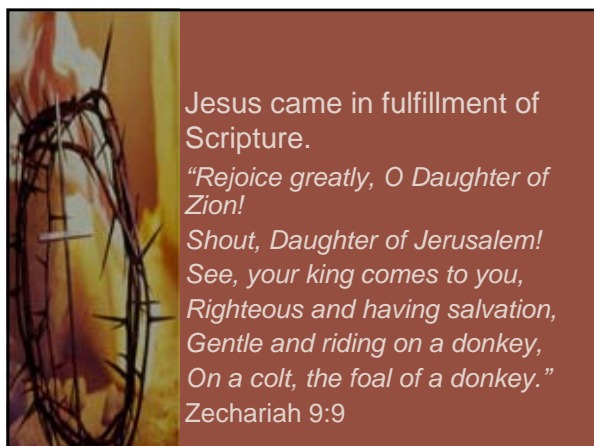 Jesus came in fulfillment of
Scripture.
“Rejoice greatly, O Daughter of
Zion!
Shout, Daughter of Jerusalem!
See, your king comes to you,
Righteous and having salvation,
Gentle and riding on a donkey,
On a colt, the foal of a donkey.”
Zechariah 9:9